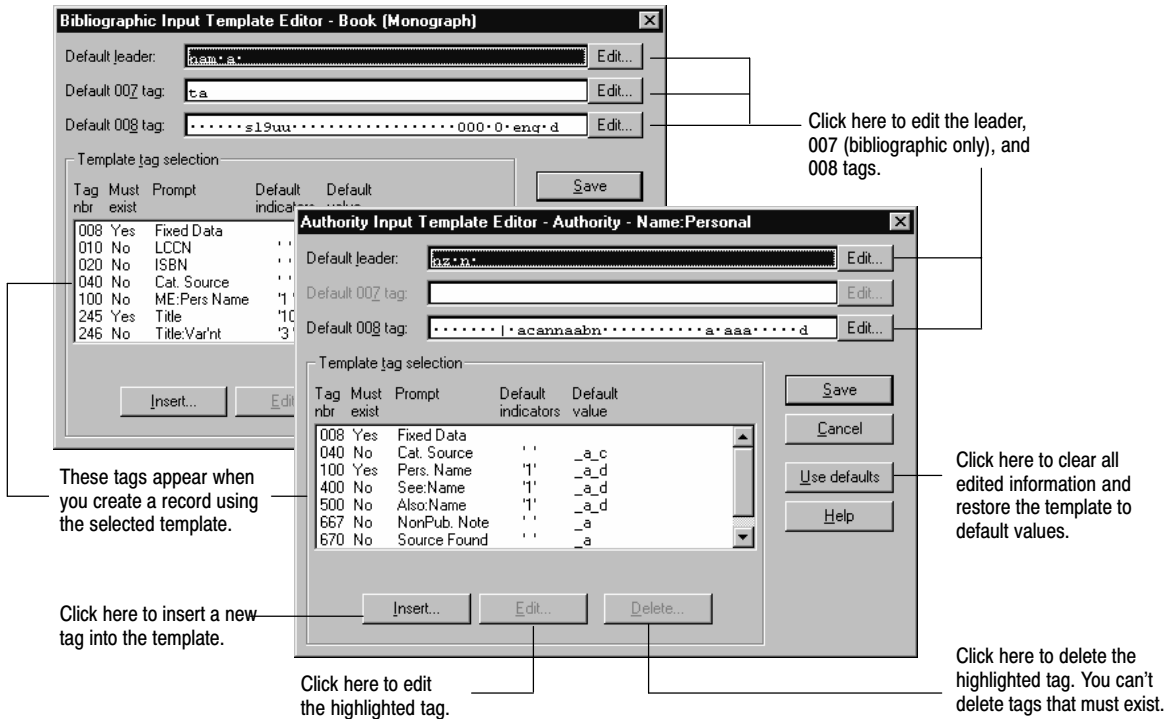 Bibliographic Input Template Editor - Book (Monograph)
Default leader: nam·a· Edit...
Default 007 tag: ta Edit...
Default 008 tag: ······s19uu·················000·0·eng·d Edit...
Template tag selection
Save
Tag Must Prompt Default Default
nbr exist indicators value
008 Yes Fixed Data
010 No LCCN ' '
020 No ISBN ' '
040 No Cat. Source ' '
100 No ME:Pers Name '1 '
245 Yes Title '10
246 No Title:Var'nt '3 '
Insert... Edit
Click here to edit the leader,
007 (bibliographic only), and
008 tags.
Authority Input Template Editor - Authority - Name:Personal
Default leader: nz·n· Edit...
Default 007 tag: Edit...
Default 008 tag: ·······|·acannaabn···········a·aaa·····d Edit...
Template tag selection
Tag Must Prompt Default Default
nbr exist indicators value
008 Yes Fixed Data
040 No Cat. Source ' ' _a_c
100 Yes Pers. Name '1' _a_d
400 No See:Name '1' _a_d
500 No Also:Name '1' _a_d
667 No NonPub. Note ' ' _a
670 No Source Found ' ' _a
Save
Cancel
Use defaults
Help
Insert... Edit... Delete...
These tags appear when
you create a record using
the selected template.
Click here to clear all
edited information and
restore the template to
default values.
Click here to insert a new
tag into the template.
Click here to edit
the highlighted tag.
Click here to delete the
highlighted tag. You can't
delete tags that must exist.